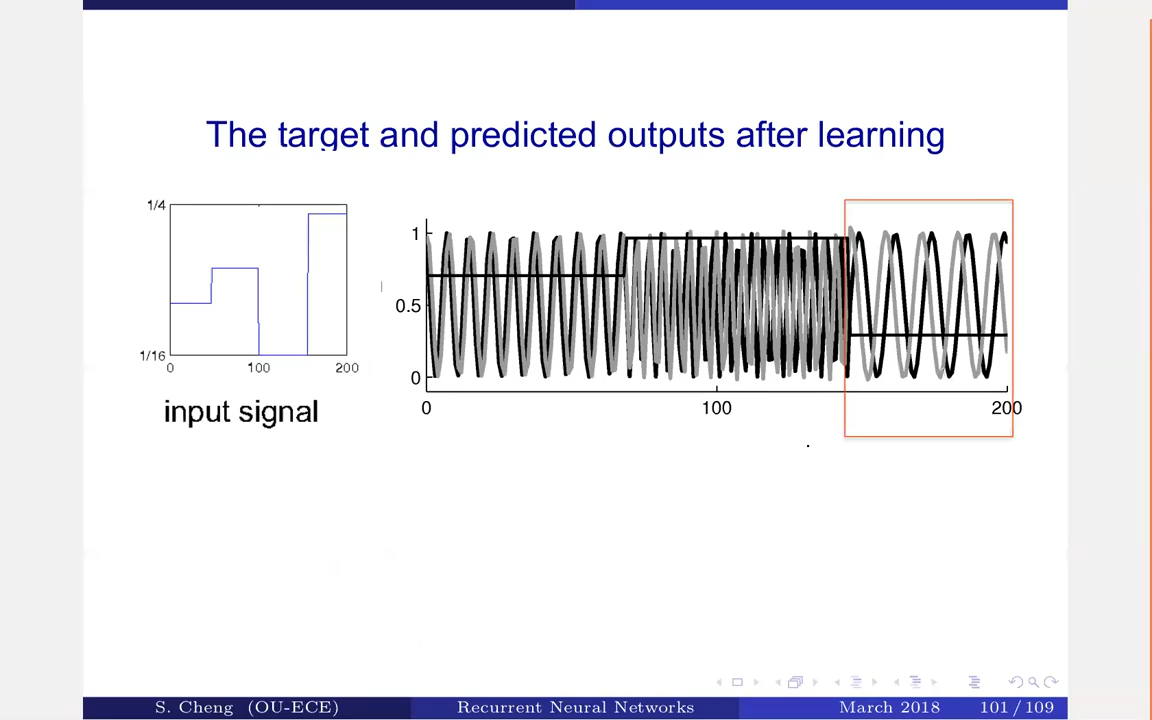 The target and predicted outputs after learning
1/4
1/16
0 100 200
input signal
1
0.5
0
0 100 200
S. Cheng (OU-ECE) Recurrent Neural Networks March 2018 101 / 109